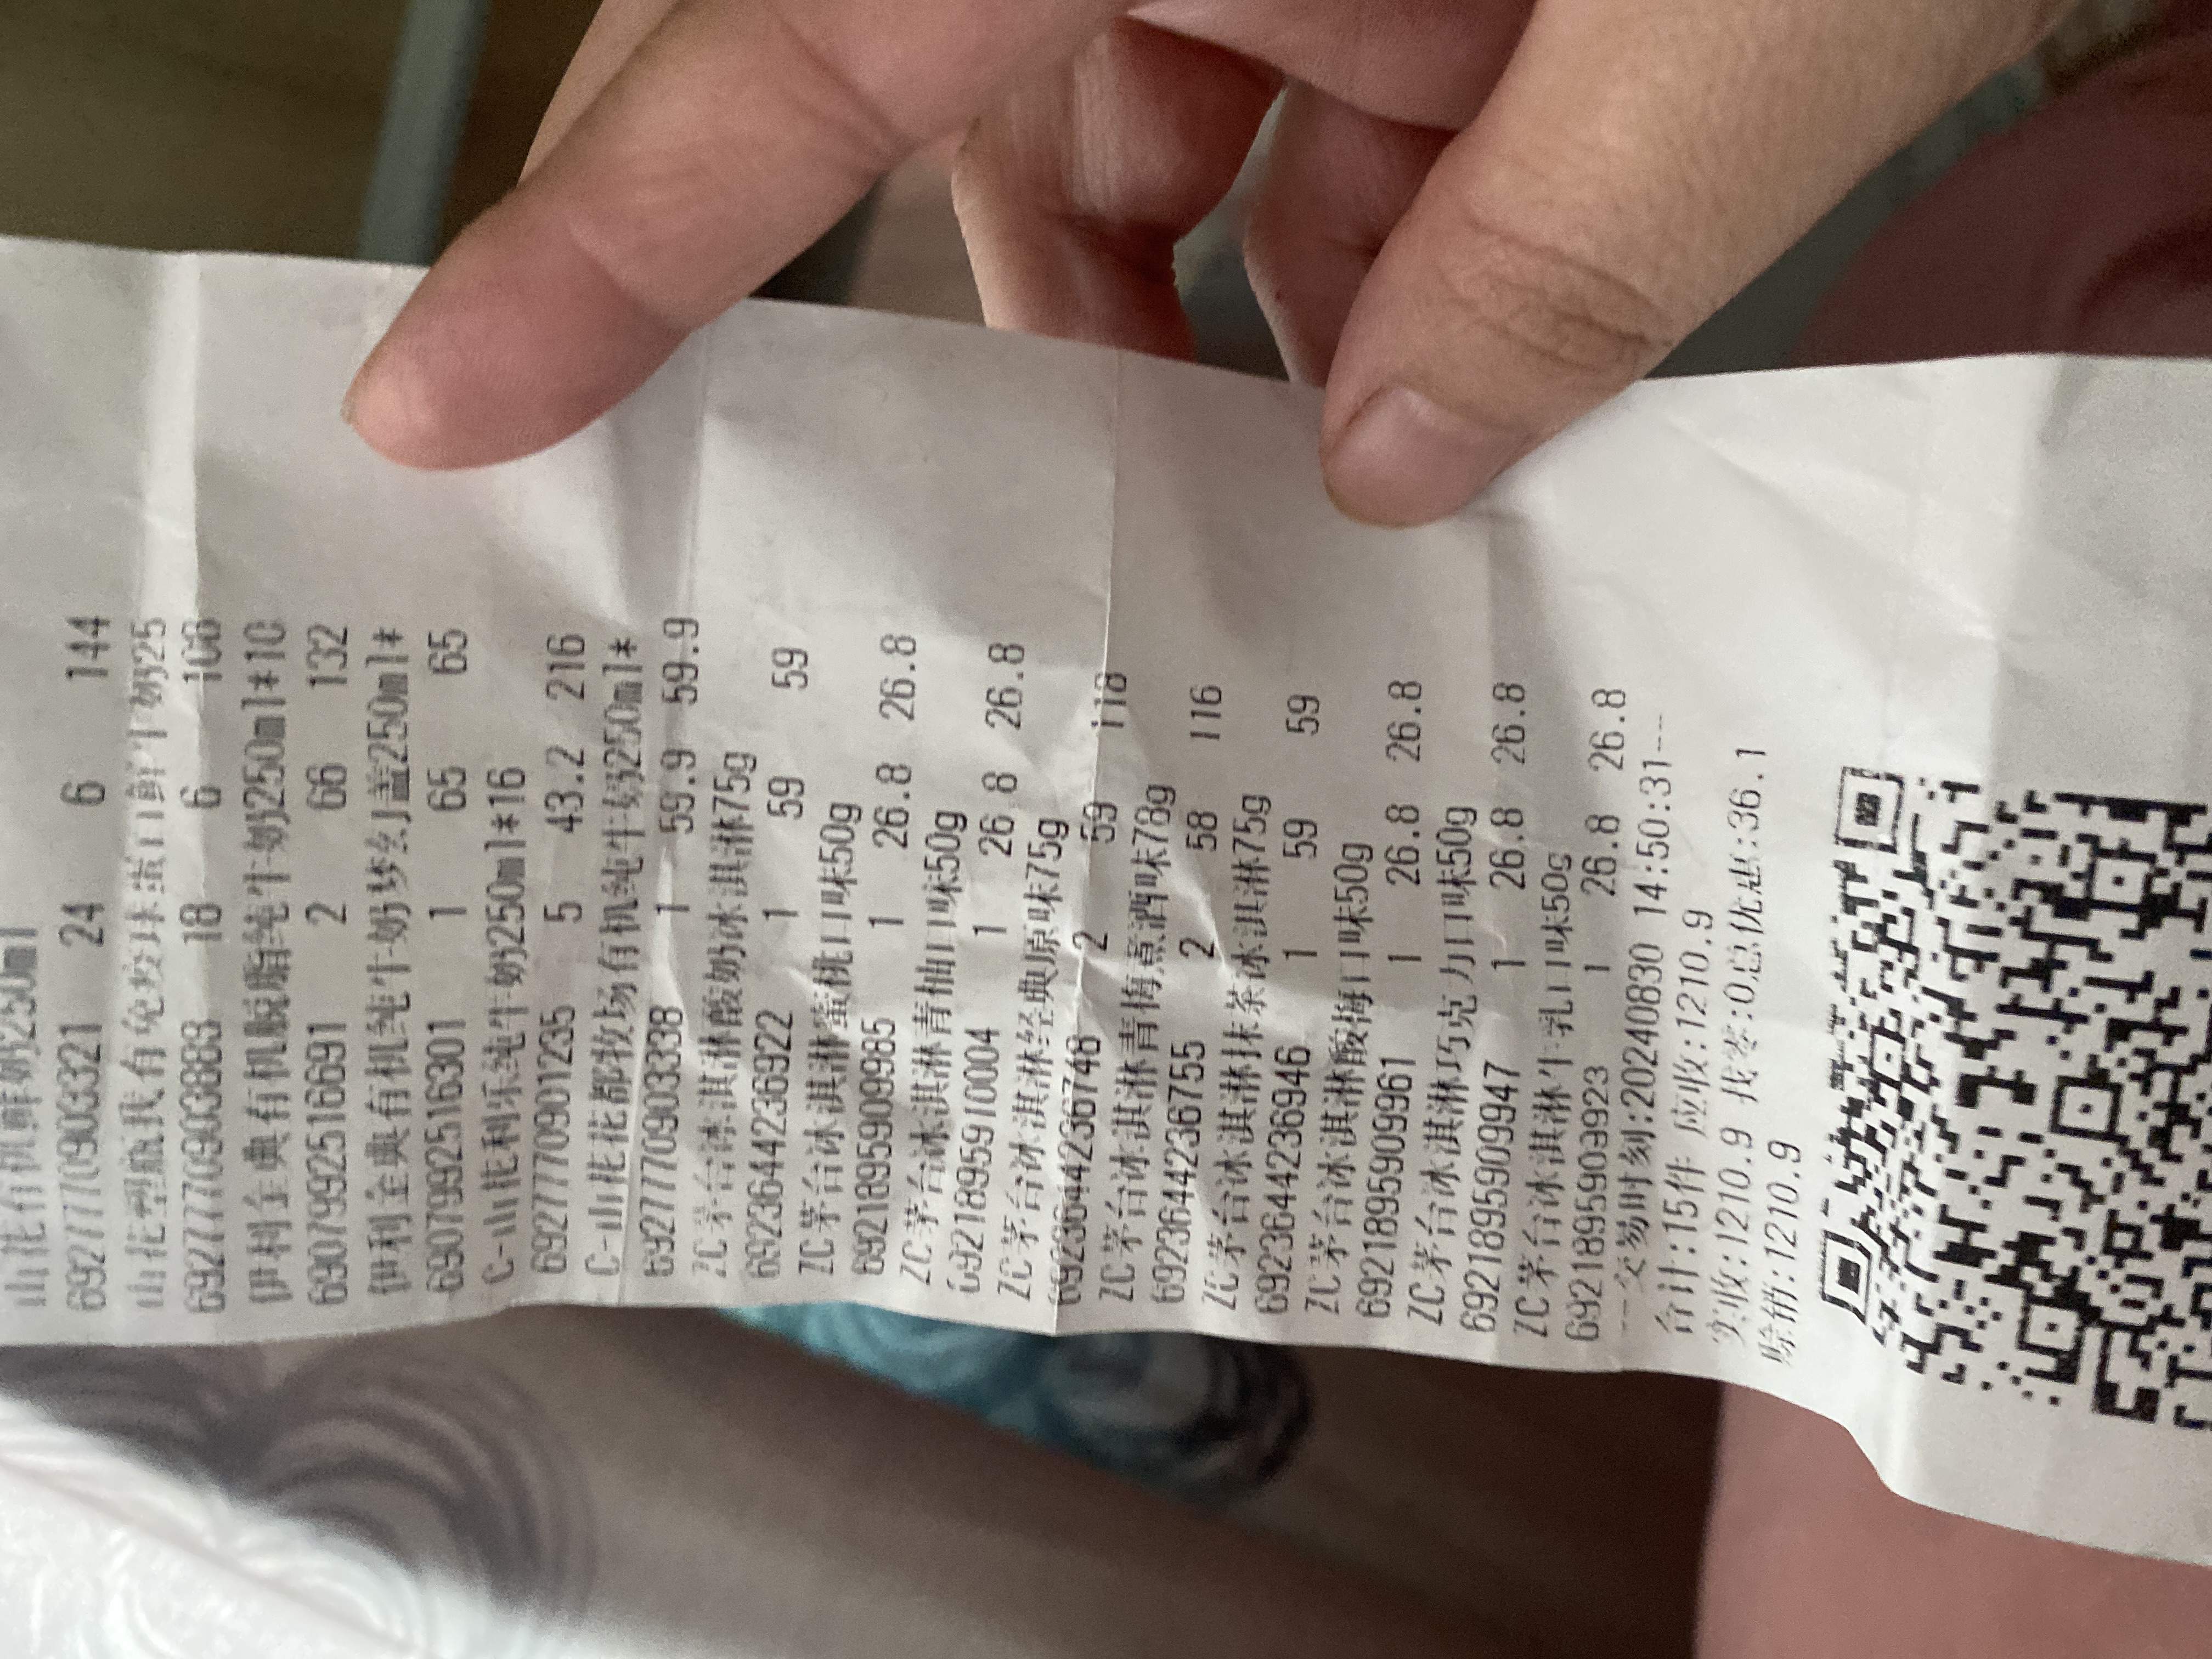 山花有机鲜奶250ml
6927770903321 24 6 144
山花塑瓶我有免疫球蛋白鲜牛奶25
6927770903883 18 6 108
伊利金典有机脱脂纯牛奶250ml*10
6907992516691 2 66 132
伊利金典有机纯牛奶梦幻盖250ml*
6907992516301 1 65 65
C-山花利乐纯牛奶250ml*16
6927770901235 5 43.2 216
C-山花花都牧场有机纯牛奶250ml*
6927770903338 1 59.9 59.9
ZC茅台冰淇淋酸奶冰淇淋75g
6923644236922 1 59 59
ZC茅台冰淇淋蜜桃口味50g
6921895909985 1 26.8 26.8
ZC茅台冰淇淋青柚口味50g
6921895910004 1 26.8 26.8
ZC茅台冰淇淋经典原味75g
6923644236748 2 59 118
ZC茅台冰淇淋青梅煮酒味78g
6923644236755 2 58 116
ZC茅台冰淇淋抹茶冰淇淋75g
6923644236946 1 59 59
ZC茅台冰淇淋酸梅口味50g
6921895909961 1 26.8 26.8
ZC茅台冰淇淋巧克力口味50g
6921895909947 1 26.8 26.8
ZC茅台冰淇淋牛乳口味50g
6921895909923 1 26.8 26.8
---交易时刻:20240830 14:50:31---
合计:15件 应收:1210.9
实收:1210.9 找零:0总优惠:36.1
赊销:1210.9